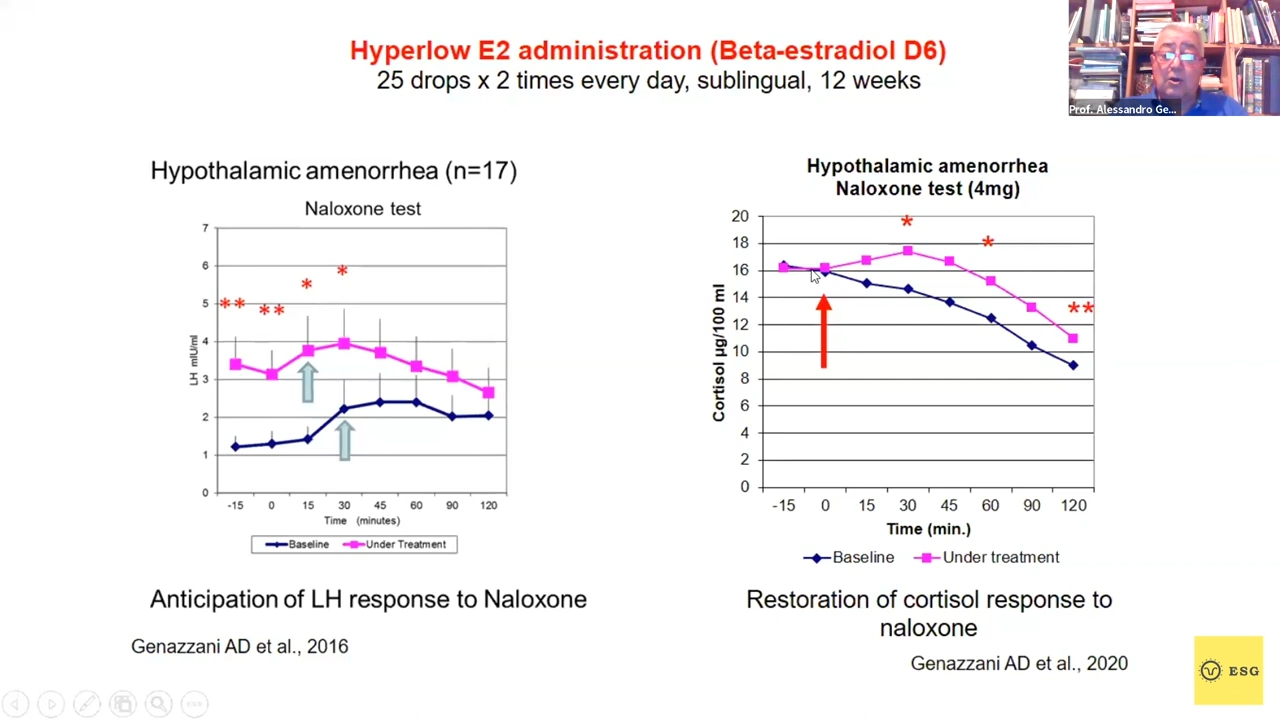 Hyperlow E2 administration (Beta-estradiol D6)
25 drops x 2 times every day, sublingual, 12 weeks
Prof. Alessandro Ge...
Hypothalamic amenorrhea (n=17)
Naloxone test
7
6
5
4
3
2
1
0
LH mIU/ml
** ** * *
-15 0 15 30 45 60 90 120
Time (minutes)
Baseline Under Treatment
Anticipation of LH response to Naloxone
Genazzani AD et al., 2016
Hypothalamic amenorrhea
Naloxone test (4mg)
20
18
16
14
12
10
8
6
4
2
0
Cortisol µg/100 ml
* * **
-15 0 15 30 45 60 90 120
Time (min.)
Baseline Under treatment
Restoration of cortisol response to
naloxone
Genazzani AD et al., 2020
ESG